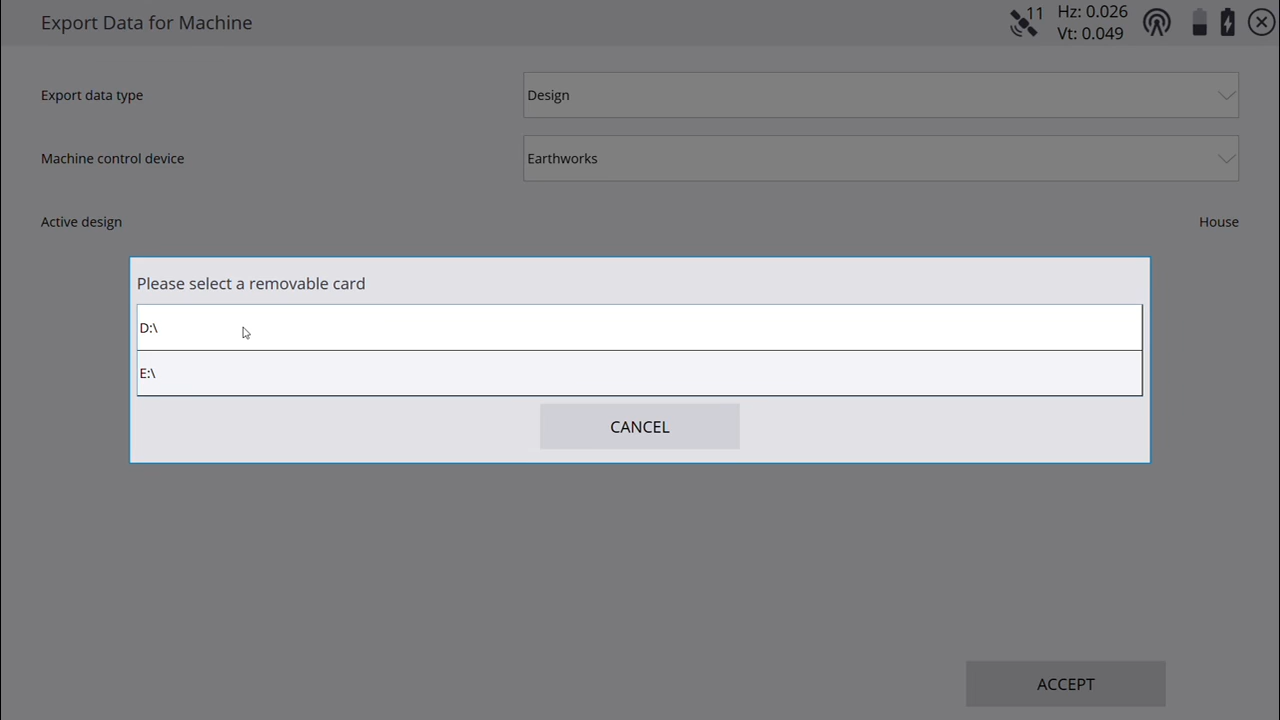 Export Data for Machine
11
Hz: 0.026
Vt: 0.049
Export data type
Design
Machine control device
Earthworks
Active design
House
Please select a removable card
D:\
E:\
CANCEL
ACCEPT